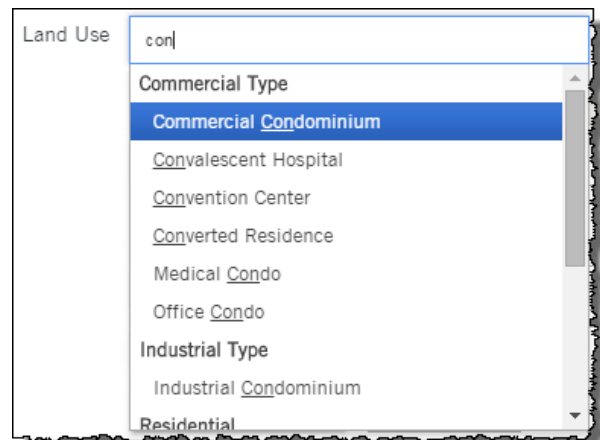 Land Use
con
Commercial Type
Commercial Condominium
Convalescent Hospital
Convention Center
Converted Residence
Medical Condo
Office Condo
Industrial Type
Industrial Condominium
Residential